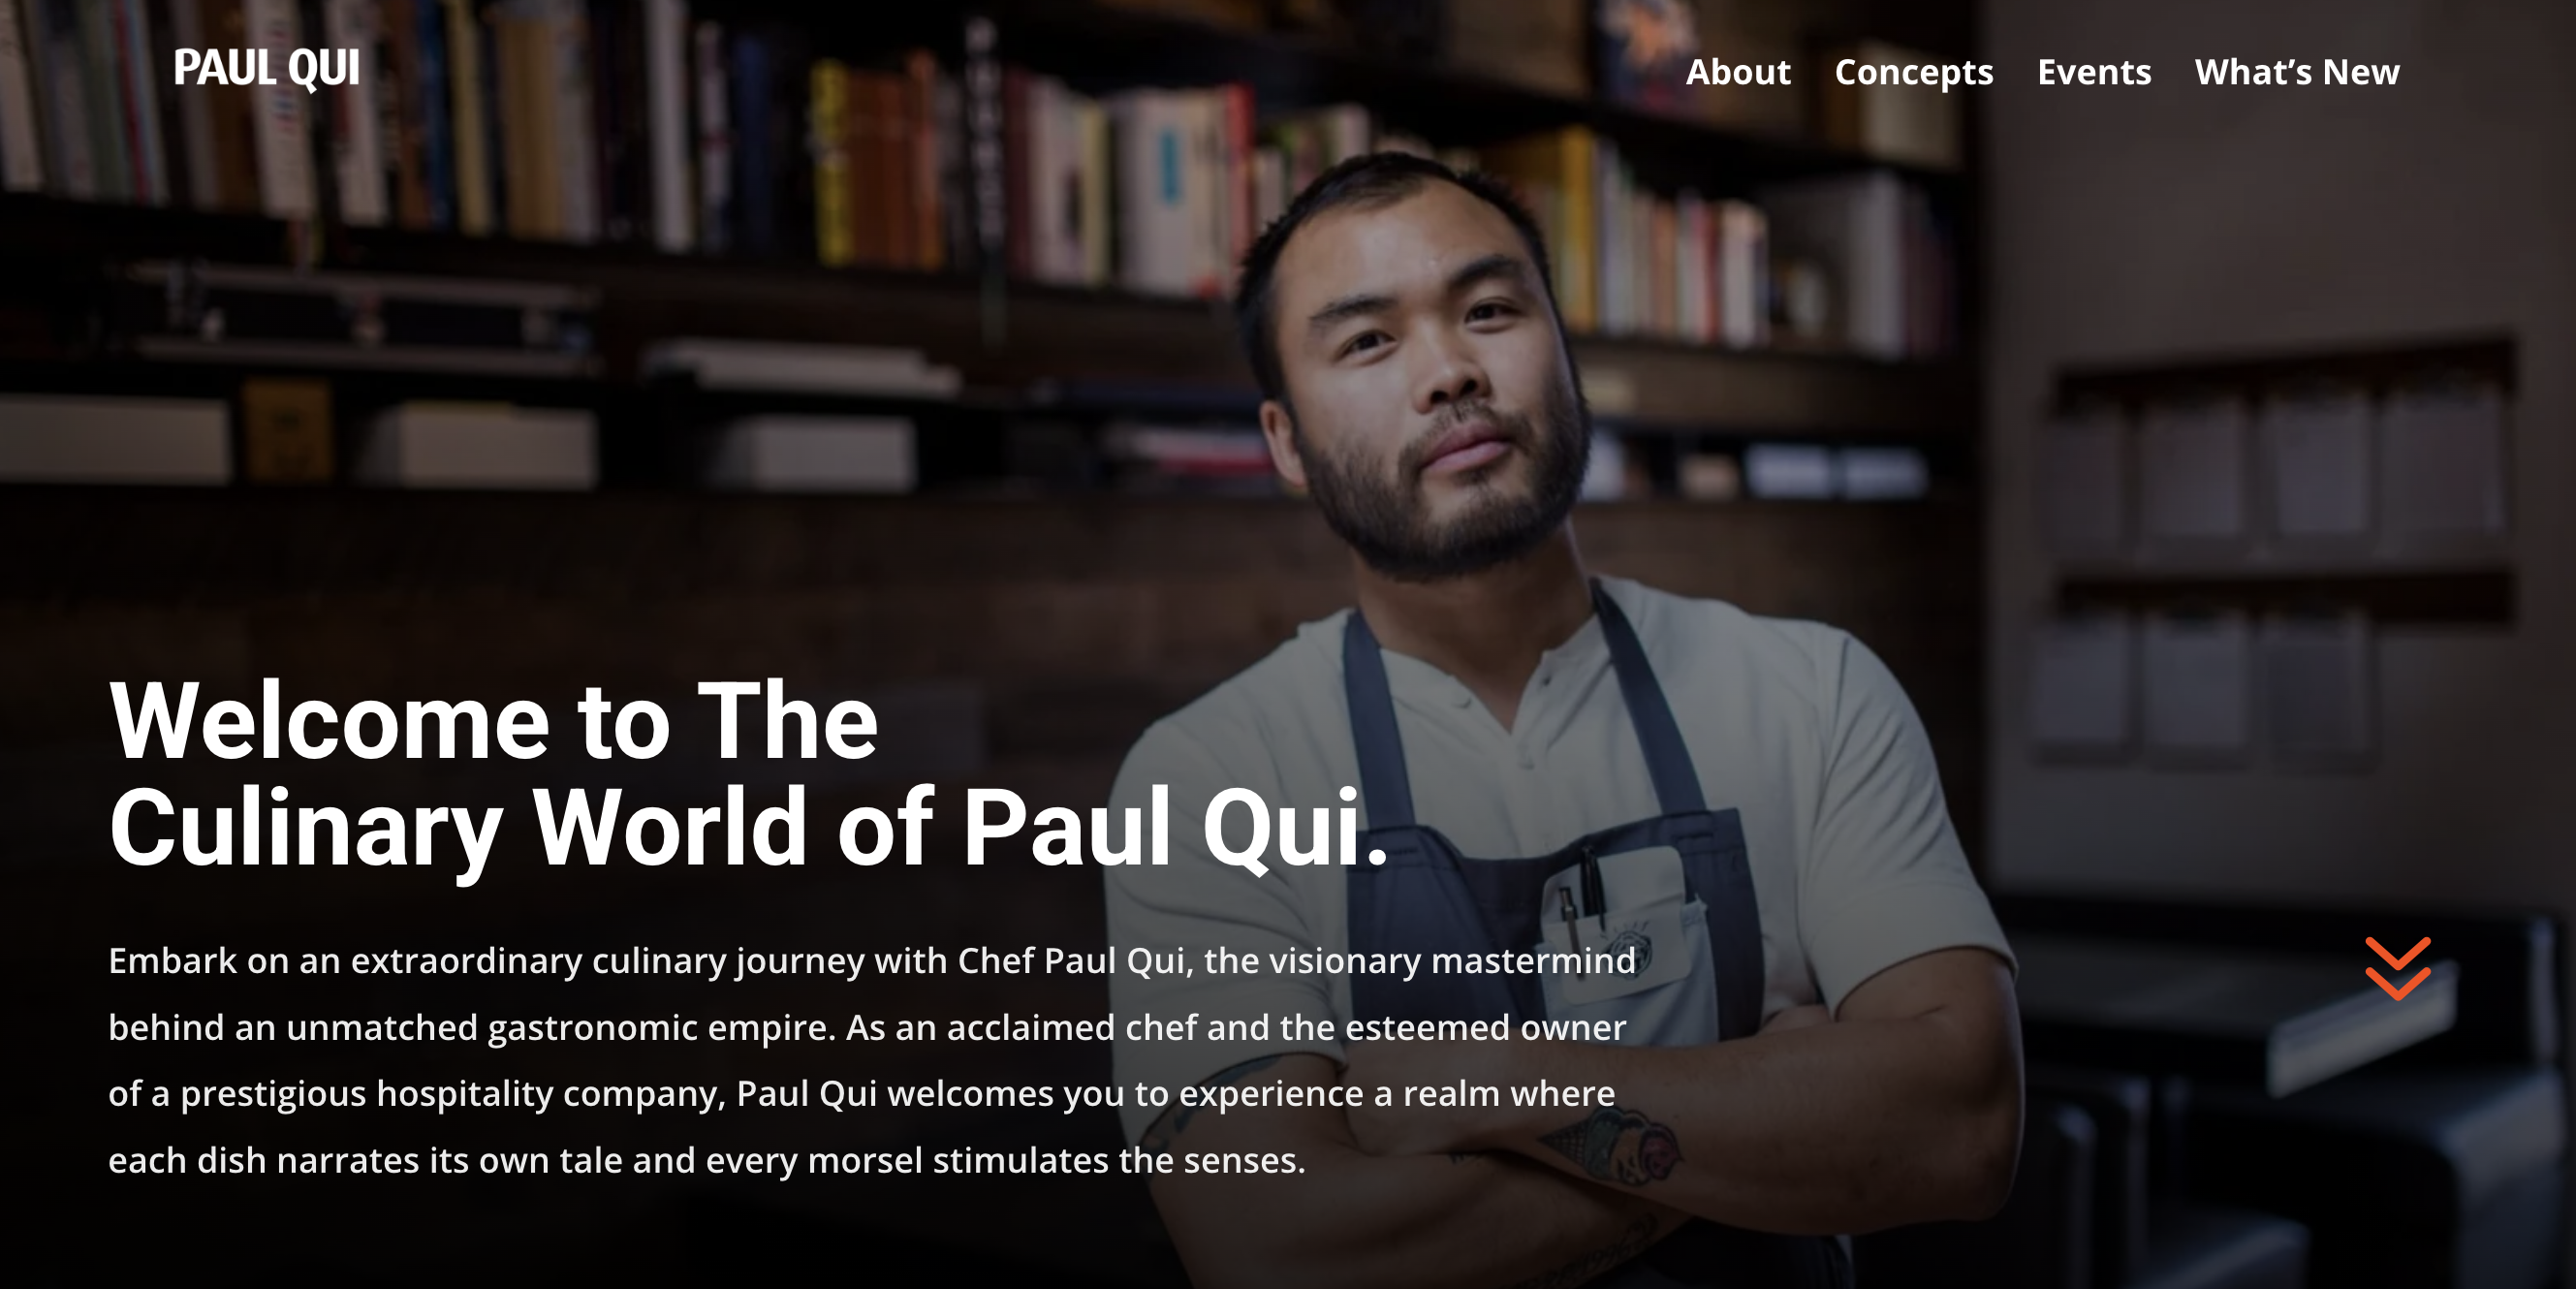 PAUL QUI
About Concepts Events What’s New
Welcome to The
Culinary World of Paul Qui.
Embark on an extraordinary culinary journey with Chef Paul Qui, the visionary mastermind
behind an unmatched gastronomic empire. As an acclaimed chef and the esteemed owner
of a prestigious hospitality company, Paul Qui welcomes you to experience a realm where
each dish narrates its own tale and every morsel stimulates the senses.